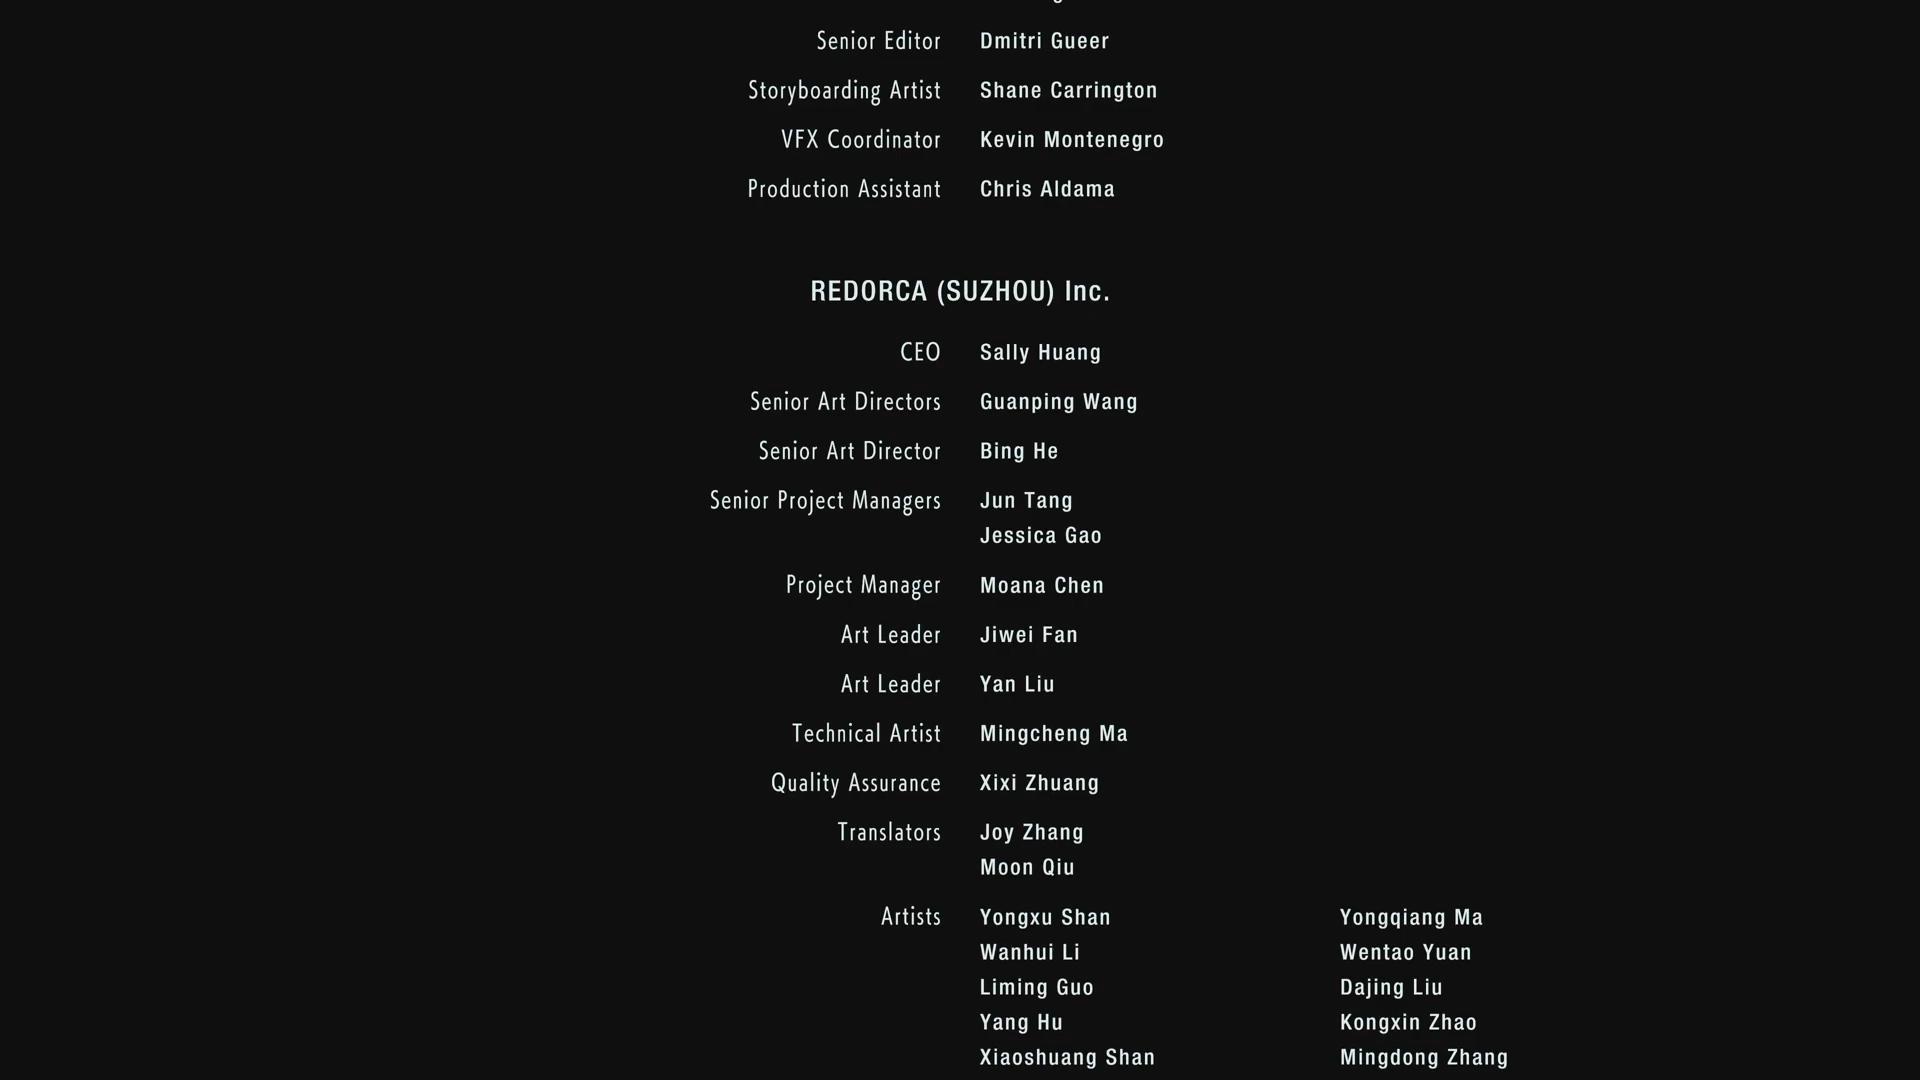 Senior Editor Dmitri Gueer
Storyboarding Artist Shane Carrington
VFX Coordinator Kevin Montenegro
Production Assistant Chris Aldama
REDORCA (SUZHOU) Inc.
CEO Sally Huang
Senior Art Directors Guanping Wang
Senior Art Director Bing He
Senior Project Managers Jun Tang
Jessica Gao
Project Manager Moana Chen
Art Leader Jiwei Fan
Art Leader Yan Liu
Technical Artist Mingcheng Ma
Quality Assurance Xixi Zhuang
Translators Joy Zhang
Moon Qiu
Artists Yongxu Shan Yongqiang Ma
Wanhui Li Wentao Yuan
Liming Guo Dajing Liu
Yang Hu Kongxin Zhao
Xiaoshuang Shan Mingdong Zhang